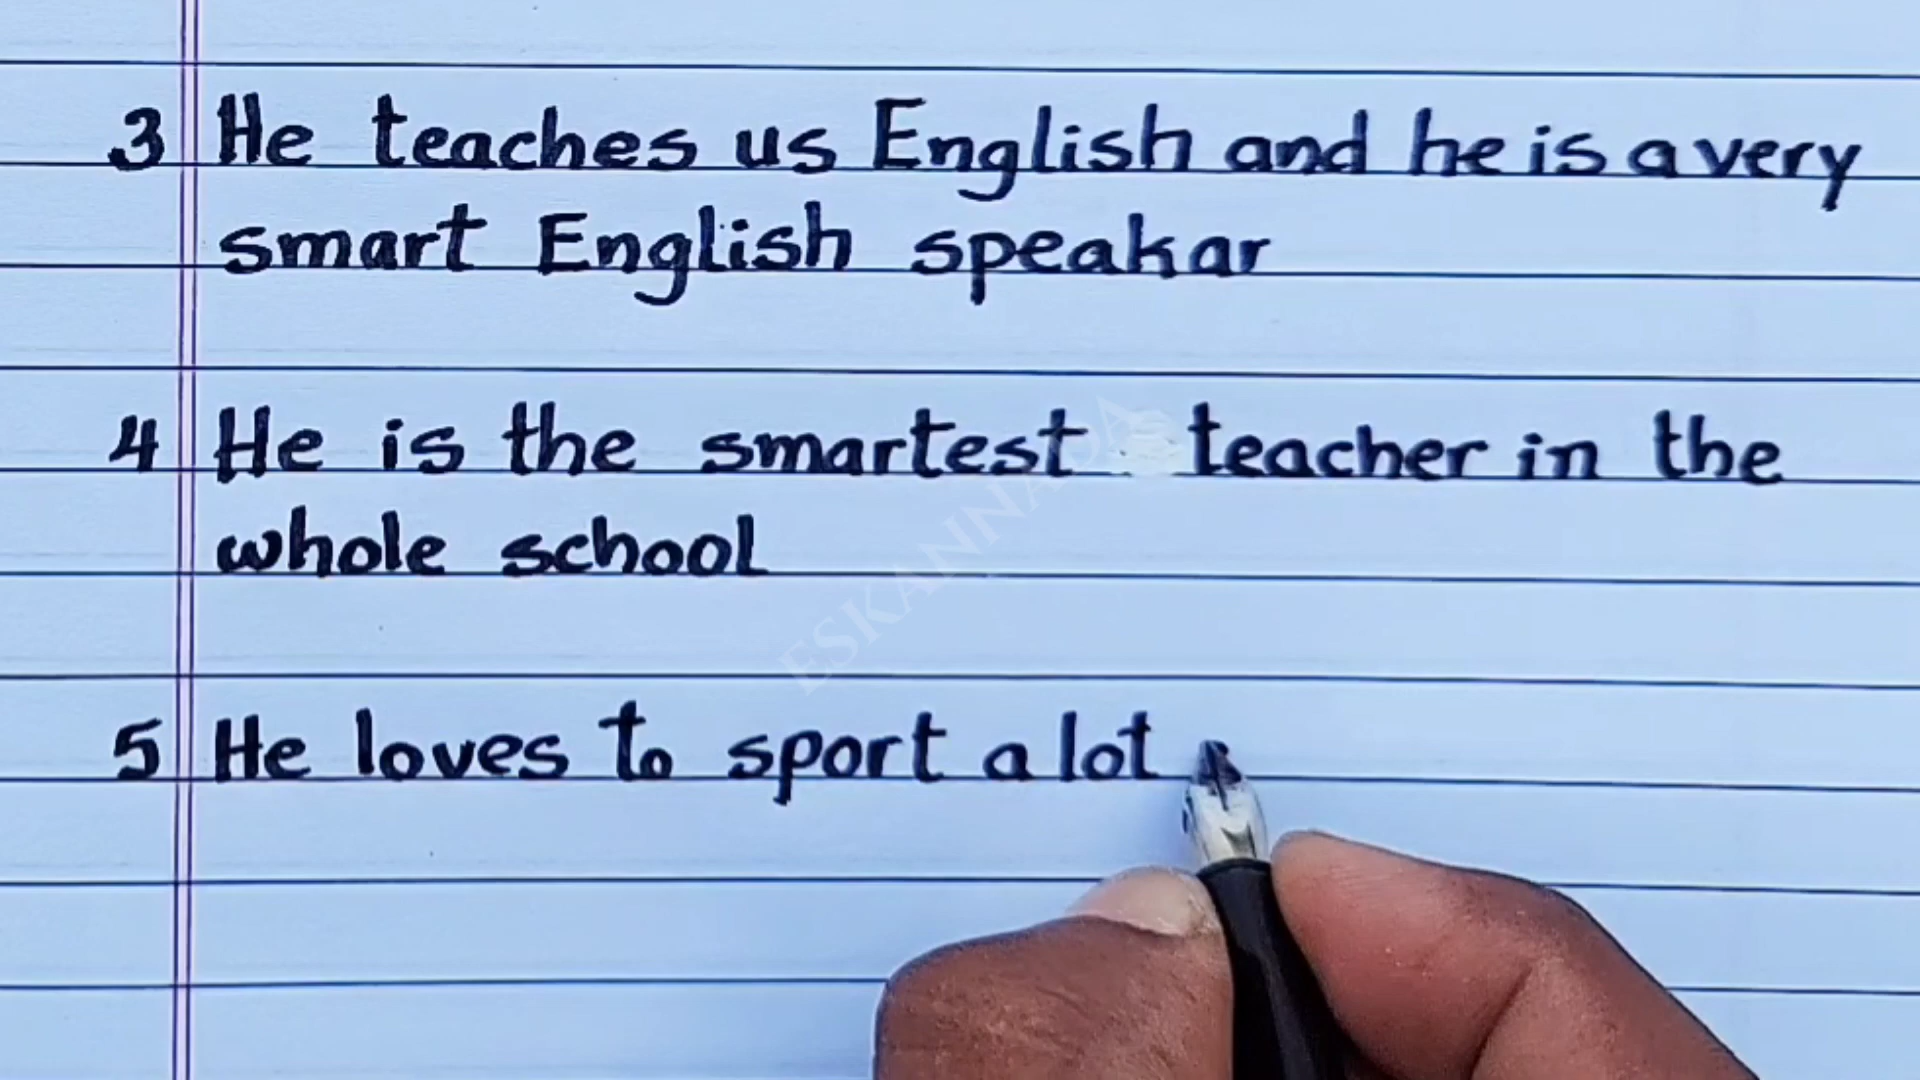 3 He teaches us English and he is a very
smart English speakar
4 He is the smartest teacher in the
whole school
5 He loves to sport a lot
ESKANNADA